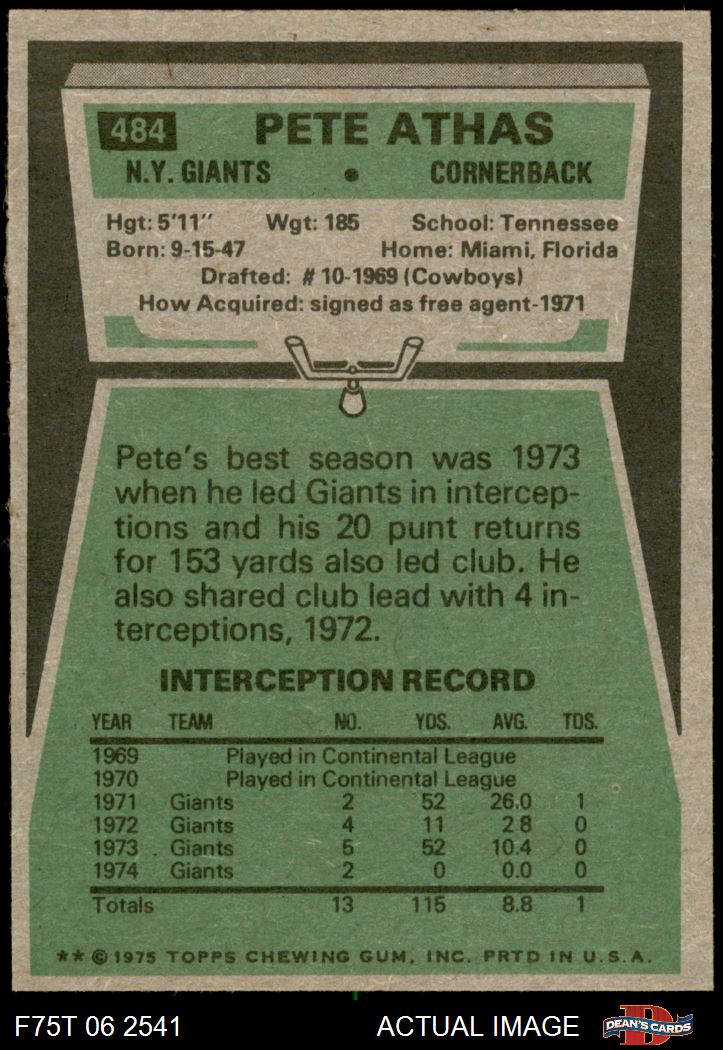 484 PETE ATHAS
N.Y. GIANTS • CORNERBACK
Hgt: 5'11" Wgt: 185 School: Tennessee
Born: 9-15-47 Home: Miami, Florida
Drafted: #10-1969 (Cowboys)
How Acquired: signed as free agent-1971
Pete's best season was 1973
when he led Giants in intercep-
tions and his 20 punt returns
for 153 yards also led club. He
also shared club lead with 4 in-
terceptions, 1972.
INTERCEPTION RECORD
YEAR TEAM NO. YDS. AVG. TDS.
1969 Played in Continental League
1970 Played in Continental League
1971 Giants 2 52 26.0 1
1972 Giants 4 11 2 8 0
1973 Giants 5 52 10.4 0
1974 Giants 2 0 0.0 0
Totals 13 115 8.8 1
** © 1975 TOPPS CHEWING GUM, INC. PRTD IN U.S.A.
F75T 06 2541 ACTUAL IMAGE D DEAN'S CARDS